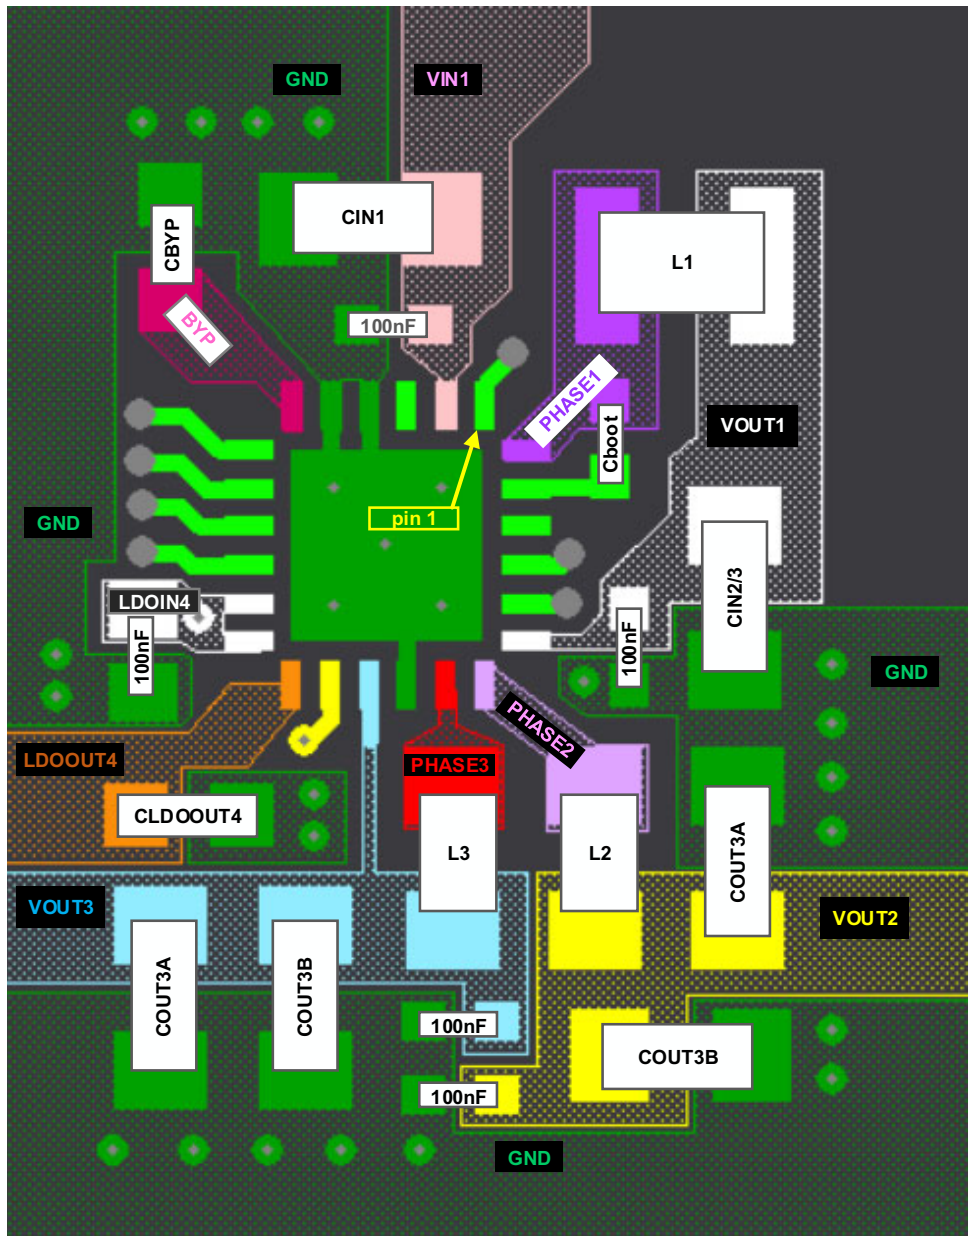 GND
VIN1
CIN1
L1
CBYP
BYP
100nF
PHASE1
Cboot
VOUT1
pin 1
GND
LDOIN4
100nF
CIN2/3
100nF
GND
PHASE2
LDOOUT4
PHASE3
CLDOOUT4
L3
L2
COUT3A
VOUT3
VOUT2
COUT3A
COUT3B
100nF
COUT3B
100nF
GND